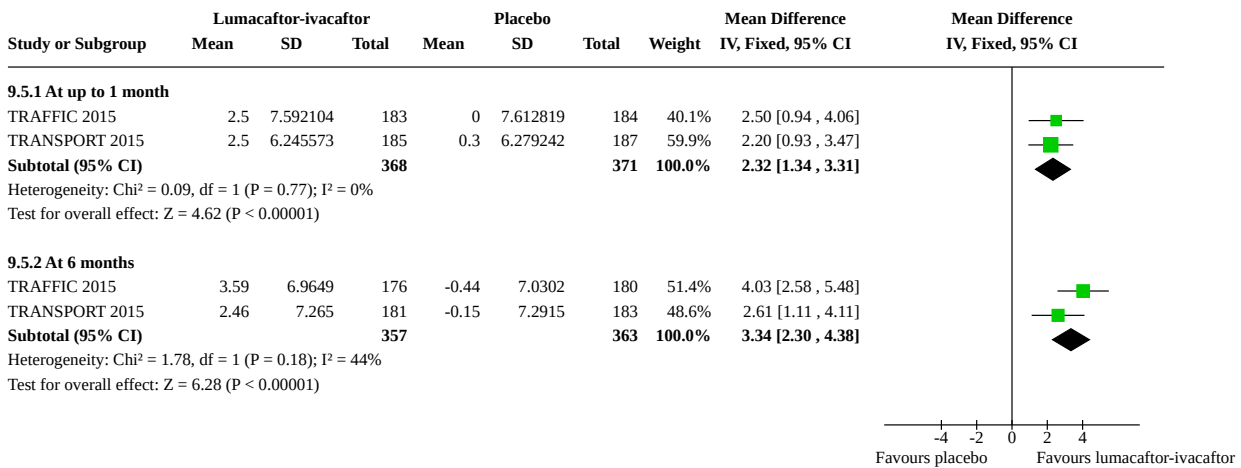 Lumacaftor-ivacaftor Placebo Mean Difference Mean Difference
Study or Subgroup Mean SD Total Mean SD Total Weight IV, Fixed, 95% CI IV, Fixed, 95% CI
9.5.1 At up to 1 month
TRAFFIC 2015 2.5 7.592104 183 0 7.612819 184 40.1% 2.50 [0.94 , 4.06]
TRANSPORT 2015 2.5 6.245573 185 0.3 6.279242 187 59.9% 2.20 [0.93 , 3.47]
Subtotal (95% CI) 368 371 100.0% 2.32 [1.34 , 3.31]
Heterogeneity: Chi² = 0.09, df = 1 (P = 0.77); I² = 0%
Test for overall effect: Z = 4.62 (P < 0.00001)
9.5.2 At 6 months
TRAFFIC 2015 3.59 6.9649 176 -0.44 7.0302 180 51.4% 4.03 [2.58 , 5.48]
TRANSPORT 2015 2.46 7.265 181 -0.15 7.2915 183 48.6% 2.61 [1.11 , 4.11]
Subtotal (95% CI) 357 363 100.0% 3.34 [2.30 , 4.38]
Heterogeneity: Chi² = 1.78, df = 1 (P = 0.18); I² = 44%
Test for overall effect: Z = 6.28 (P < 0.00001)
-4 -2 0 2 4
Favours placebo Favours lumacaftor-ivacaftor